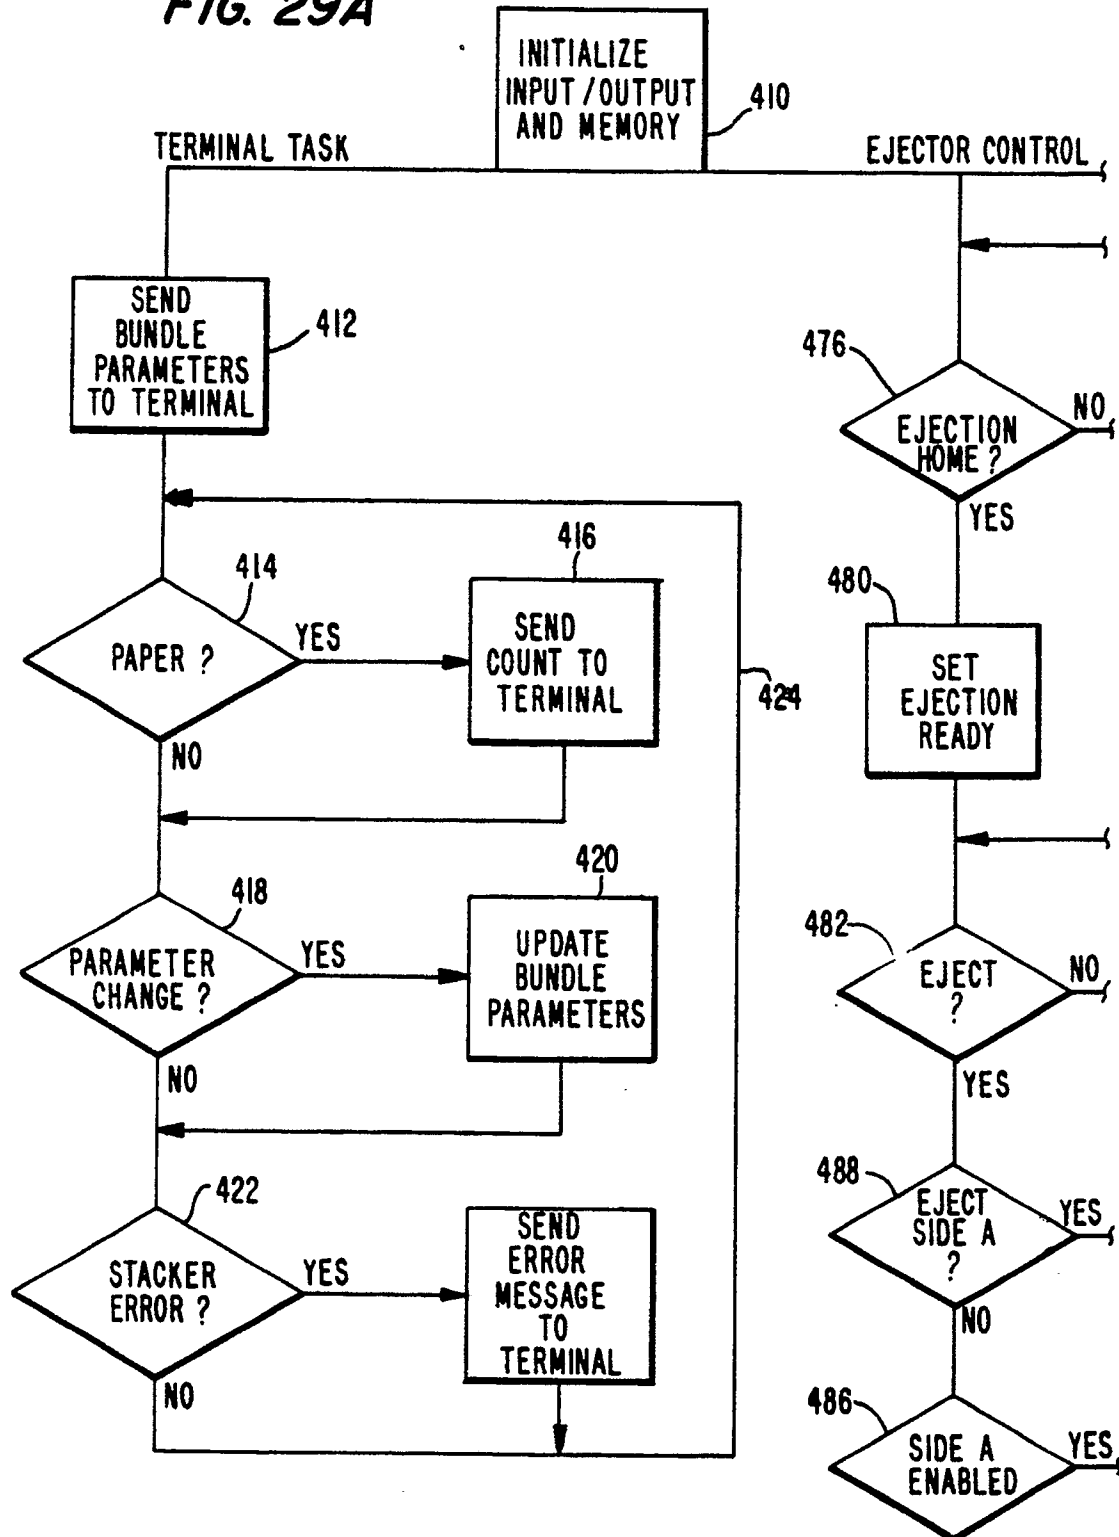 FIG. 29A
INITIALIZE
INPUT/OUTPUT
AND MEMORY
410
TERMINAL TASK
EJECTOR CONTROL
SEND
BUNDLE
PARAMETERS
TO TERMINAL
412
476
EJECTION
HOME ?
NO
YES
414
PAPER ?
YES
NO
416
SEND
COUNT TO
TERMINAL
424
480
SET
EJECTION
READY
418
PARAMETER
CHANGE ?
YES
NO
420
UPDATE
BUNDLE
PARAMETERS
482
EJECT
?
NO
YES
422
STACKER
ERROR ?
YES
NO
SEND
ERROR
MESSAGE
TO
TERMINAL
488
EJECT
SIDE A
?
YES
NO
486
SIDE A
ENABLED
YES